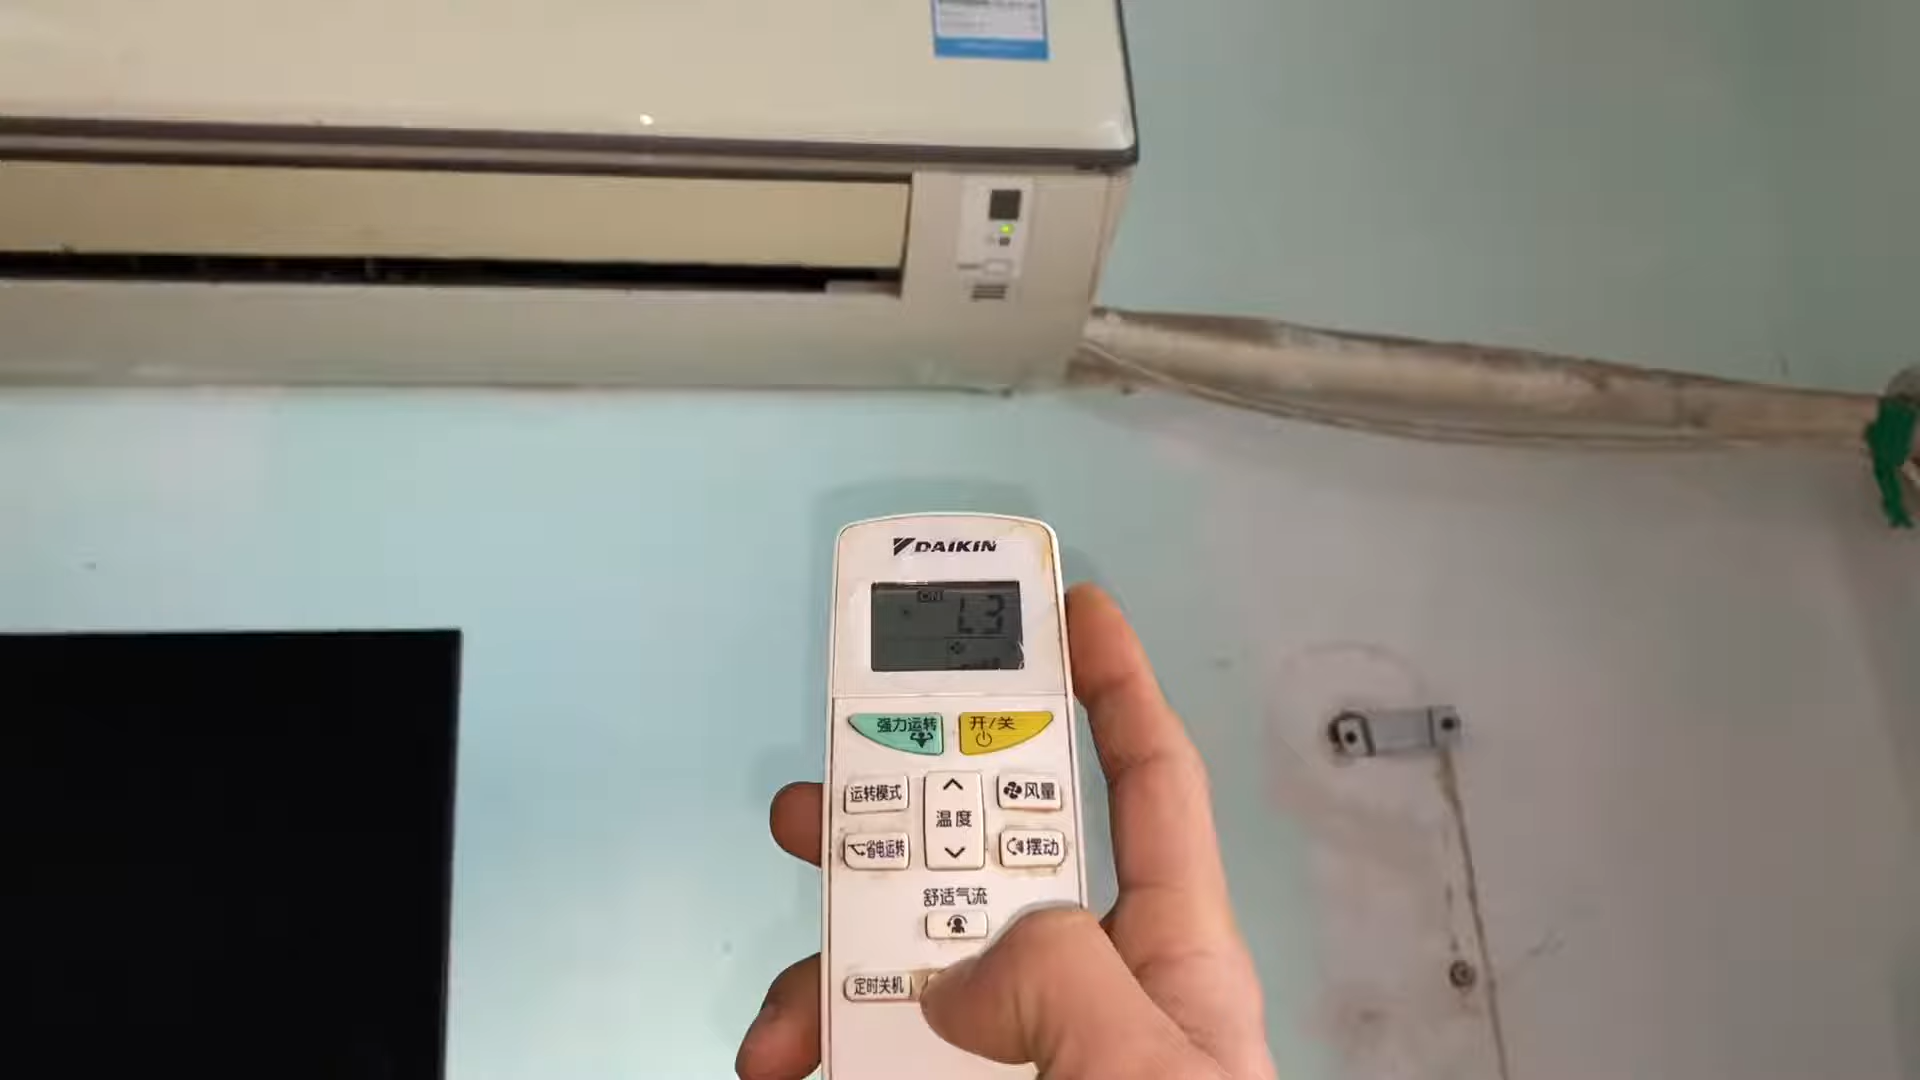 DAIKIN
ON
L3
强力运转
开/关
运转模式
温度
风量
省电运转
摆动
舒适气流
定时关机